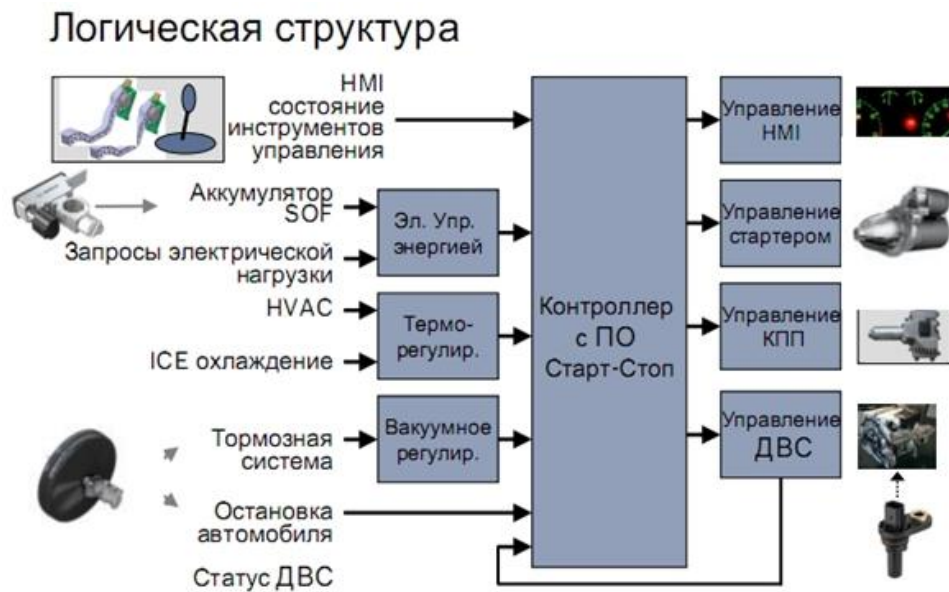 Логическая структура
HMI
состояние
инструментов
управления
Аккумулятор
SOF
Запросы электрической
нагрузки
HVAC
ICE охлаждение
Тормозная
система
Остановка
автомобиля
Статус ДВС
Эл. Упр.
энергией
Термо-
регулир.
Вакуумное
регулир.
Контроллер
с ПО
Старт-Стоп
Управление
HMI
Управление
стартером
Управление
КПП
Управление
ДВС